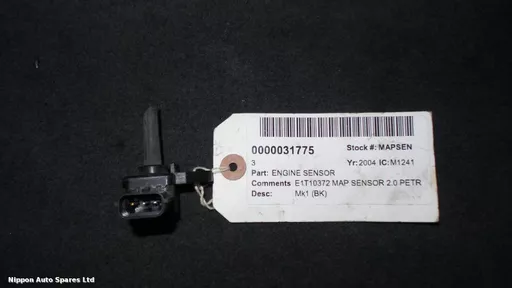 0000031775 Stock #: MAPSEN
3 Yr: 2004 IC: M1241
Part: ENGINE SENSOR
Comments E1T10372 MAP SENSOR 2.0 PETR
Desc: Mk1 (BK)
Nippon Auto Spares Ltd